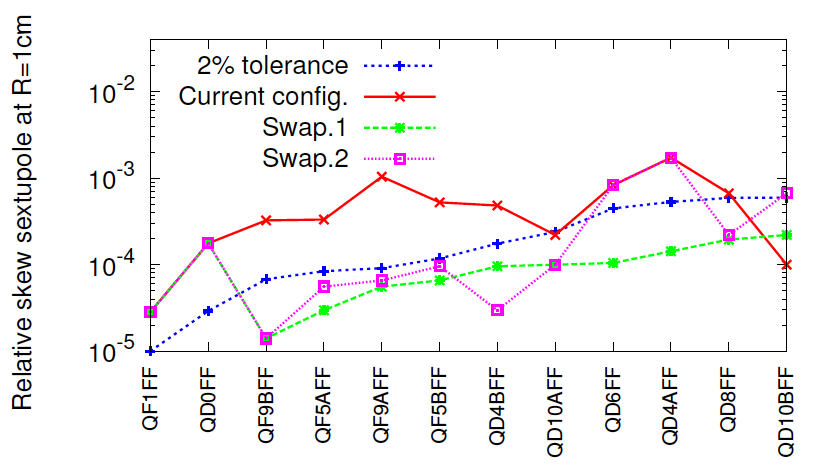 Relative skew sextupole at R=1cm
10-2
10-3
10-4
10-5
2% tolerance
Current config.
Swap.1
Swap.2
QF1FF
QD0FF
QF9BFF
QF5AFF
QF9AFF
QF5BFF
QD4BFF
QD10AFF
QD6FF
QD4AFF
QD8FF
QD10BFF